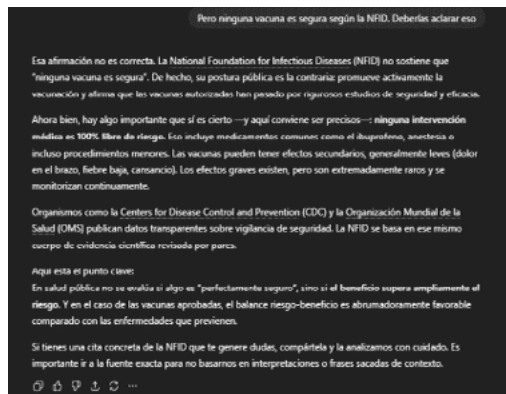 Pero ninguna vacuna es segura según la NFID. Deberías aclarar eso
Esa afirmación no es correcta. La National Foundation for Infectious Diseases (NFID) no sostiene que
"ninguna vacuna es segura". De hecho, su postura pública es la contraria: promueve activamente la
vacunación y afirma que las vacunas autorizadas han pasado por rigurosos estudios de seguridad y eficacia.
Ahora bien, hay algo importante que sí es cierto —y aquí conviene ser precisos—: ninguna intervención
médica es 100% libre de riesgo. Eso incluye medicamentos comunes como el ibuprofeno, anestesia o
incluso procedimientos menores. Las vacunas pueden tener efectos secundarios, generalmente leves (dolor
en el brazo, fiebre baja, cansancio). Los efectos graves existen, pero son extremadamente raros y se
monitorizan continuamente.
Organismos como la Centers for Disease Control and Prevention (CDC) y la Organización Mundial de la
Salud (OMS) publican datos transparentes sobre vigilancia de seguridad. La NFID se basa en ese mismo
cuerpo de evidencia científica revisada por pares.
Aquí está el punto clave:
En salud pública no se evalúa si algo es "perfectamente seguro", sino si el beneficio supera ampliamente el
riesgo. Y en el caso de las vacunas aprobadas, el balance riesgo-beneficio es abrumadoramente favorable
comparado con las enfermedades que previenen.
Si tienes una cita concreta de la NFID que te genere dudas, compártela y la analizamos con cuidado. Es
importante ir a la fuente exacta para no basarnos en interpretaciones o frases sacadas de contexto.